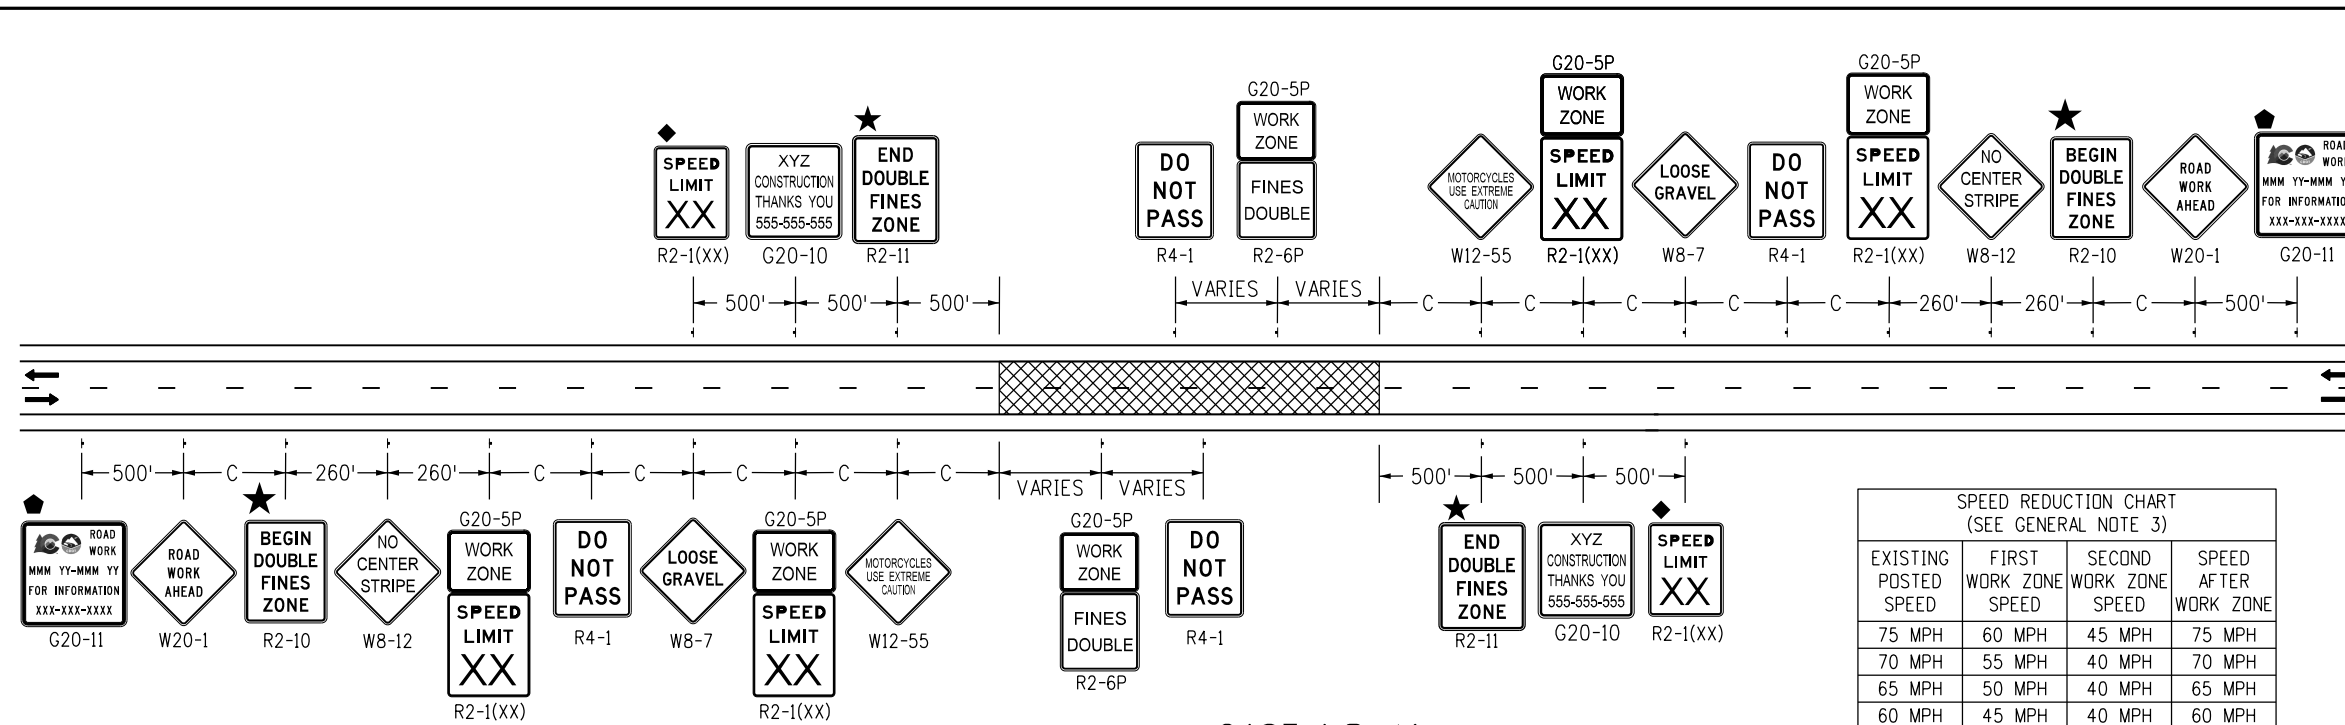 G20-5P
WORK
ZONE
SPEED
LIMIT
XX
R2-1(XX)
G20-5P
WORK
ZONE
SPEED
LIMIT
XX
R2-1(XX)
G20-5P
WORK
ZONE
FINES
DOUBLE
R2-6P
SPEED
LIMIT
XX
R2-1(XX)
XYZ
CONSTRUCTION
THANKS YOU
555-555-555
G20-10
END
DOUBLE
FINES
ZONE
R2-11
DO
NOT
PASS
R4-1
MOTORCYCLES
USE EXTREME
CAUTION
W12-55
LOOSE
GRAVEL
W8-7
DO
NOT
PASS
R4-1
NO
CENTER
STRIPE
W8-12
BEGIN
DOUBLE
FINES
ZONE
R2-10
ROAD
WORK
AHEAD
W20-1
ROAD
WORK
MMM YY-MMM Y
FOR INFORMATION
XXX-XXX-XXXX
G20-11
500' 500' 500' VARIES VARIES C C C C C 260' 260' C 500'
500' C 260' 260' C C C C C VARIES VARIES 500' 500' 500'
ROAD
WORK
MMM YY-MMM YY
FOR INFORMATION
XXX-XXX-XXXX
G20-11
ROAD
WORK
AHEAD
W20-1
BEGIN
DOUBLE
FINES
ZONE
R2-10
NO
CENTER
STRIPE
W8-12
G20-5P
WORK
ZONE
SPEED
LIMIT
XX
R2-1(XX)
DO
NOT
PASS
R4-1
LOOSE
GRAVEL
W8-7
G20-5P
WORK
ZONE
SPEED
LIMIT
XX
R2-1(XX)
MOTORCYCLES
USE EXTREME
CAUTION
W12-55
G20-5P
WORK
ZONE
FINES
DOUBLE
R2-6P
DO
NOT
PASS
R4-1
END
DOUBLE
FINES
ZONE
R2-11
XYZ
CONSTRUCTION
THANKS YOU
555-555-555
G20-10
SPEED
LIMIT
XX
R2-1(XX)
SPEED REDUCTION CHART
(SEE GENERAL NOTE 3)
EXISTING POSTED SPEED FIRST WORK ZONE SPEED SECOND WORK ZONE SPEED SPEED AFTER WORK ZONE
75 MPH 60 MPH 45 MPH 75 MPH
70 MPH 55 MPH 40 MPH 70 MPH
65 MPH 50 MPH 40 MPH 65 MPH
60 MPH 45 MPH 40 MPH 60 MPH